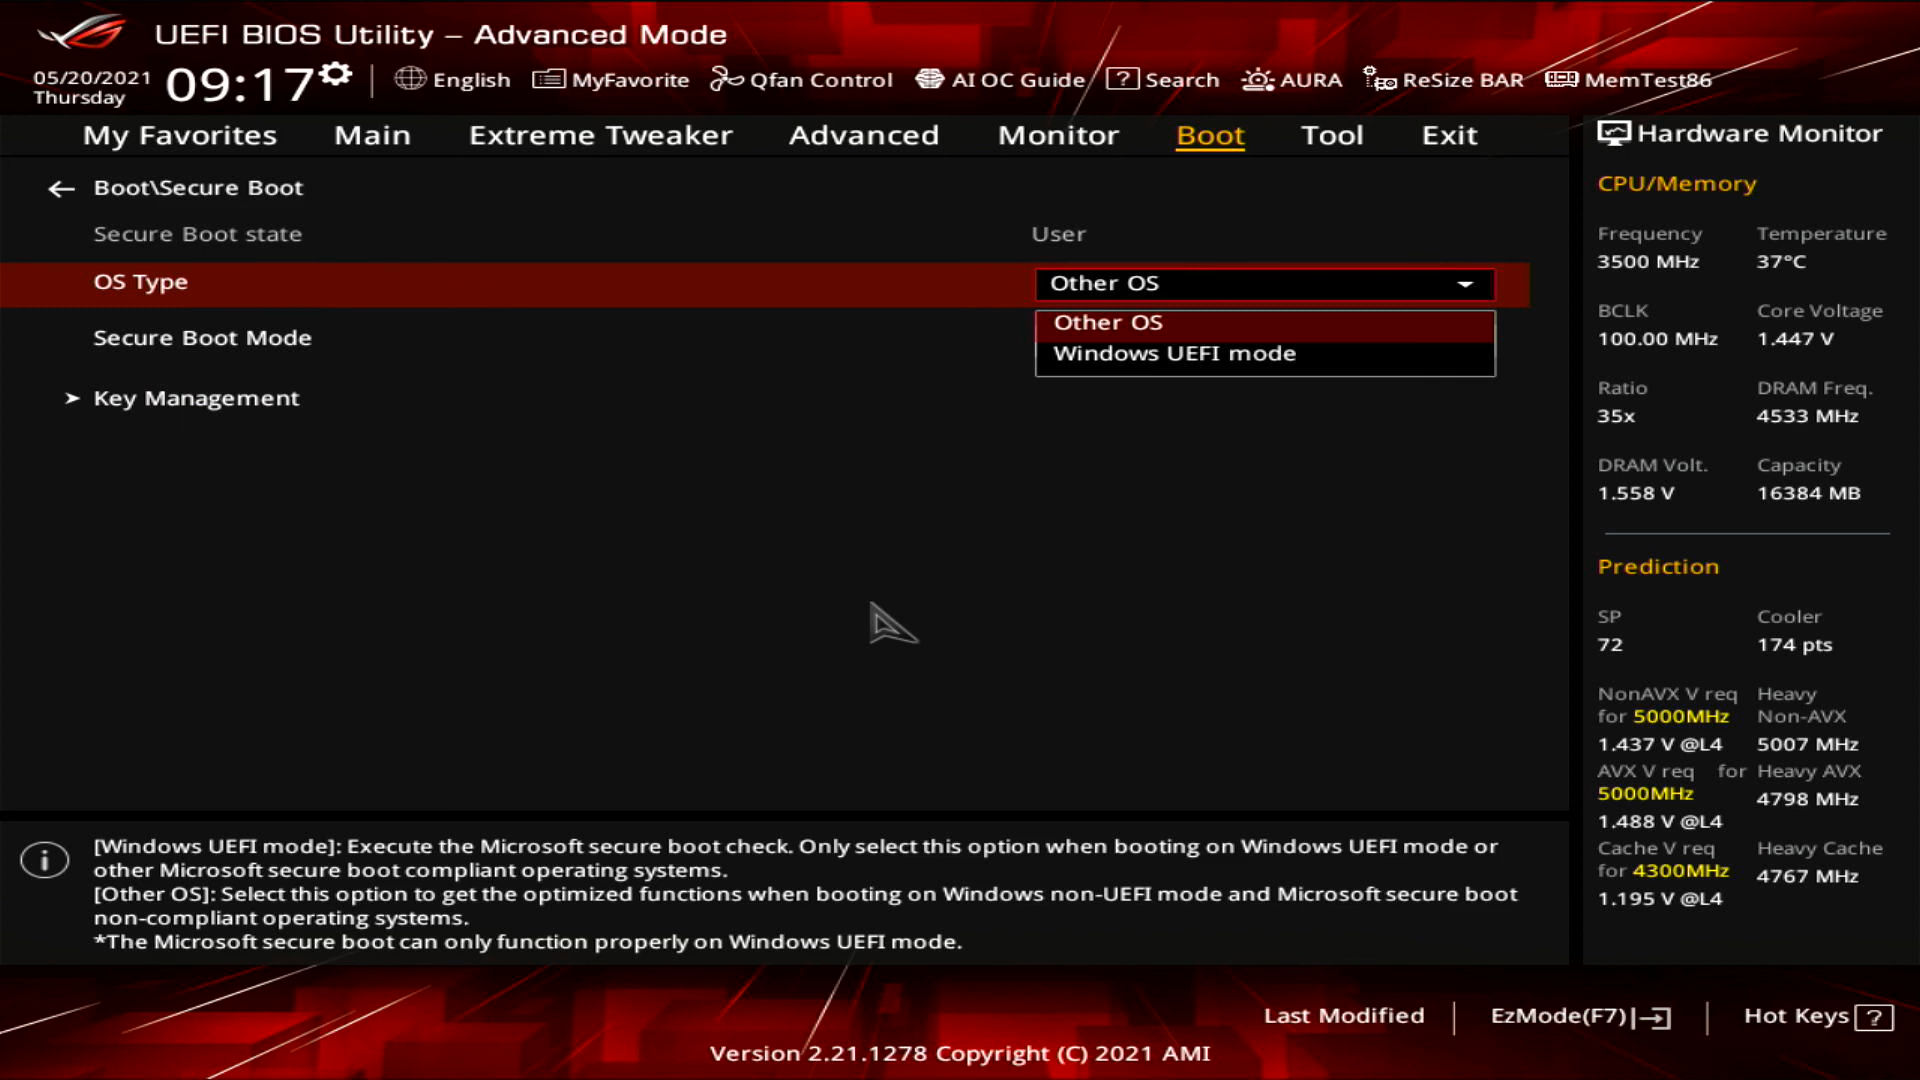 UEFI BIOS Utility – Advanced Mode
05/20/2021
Thursday
09:17
English
MyFavorite
Qfan Control
AI OC Guide
? Search
AURA
ReSize BAR
MemTest86
My Favorites
Main
Extreme Tweaker
Advanced
Monitor
Boot
Tool
Exit
Boot\Secure Boot
Secure Boot state
User
OS Type
Other OS
Other OS
Windows UEFI mode
Secure Boot Mode
Key Management
[Windows UEFI mode]: Execute the Microsoft secure boot check. Only select this option when booting on Windows UEFI mode or
other Microsoft secure boot compliant operating systems.
[Other OS]: Select this option to get the optimized functions when booting on Windows non-UEFI mode and Microsoft secure boot
non-compliant operating systems.
*The Microsoft secure boot can only function properly on Windows UEFI mode.
Hardware Monitor
CPU/Memory
Frequency Temperature
3500 MHz 37°C
BCLK Core Voltage
100.00 MHz 1.447 V
Ratio DRAM Freq.
35x 4533 MHz
DRAM Volt. Capacity
1.558 V 16384 MB
Prediction
SP Cooler
72 174 pts
NonAVX V req Heavy
for 5000MHz Non-AVX
1.437 V @L4 5007 MHz
AVX V req for Heavy AVX
5000MHz 4798 MHz
1.488 V @L4
Cache V req Heavy Cache
for 4300MHz 4767 MHz
1.195 V @L4
Last Modified
EzMode(F7)
Hot Keys ?
Version 2.21.1278 Copyright (C) 2021 AMI